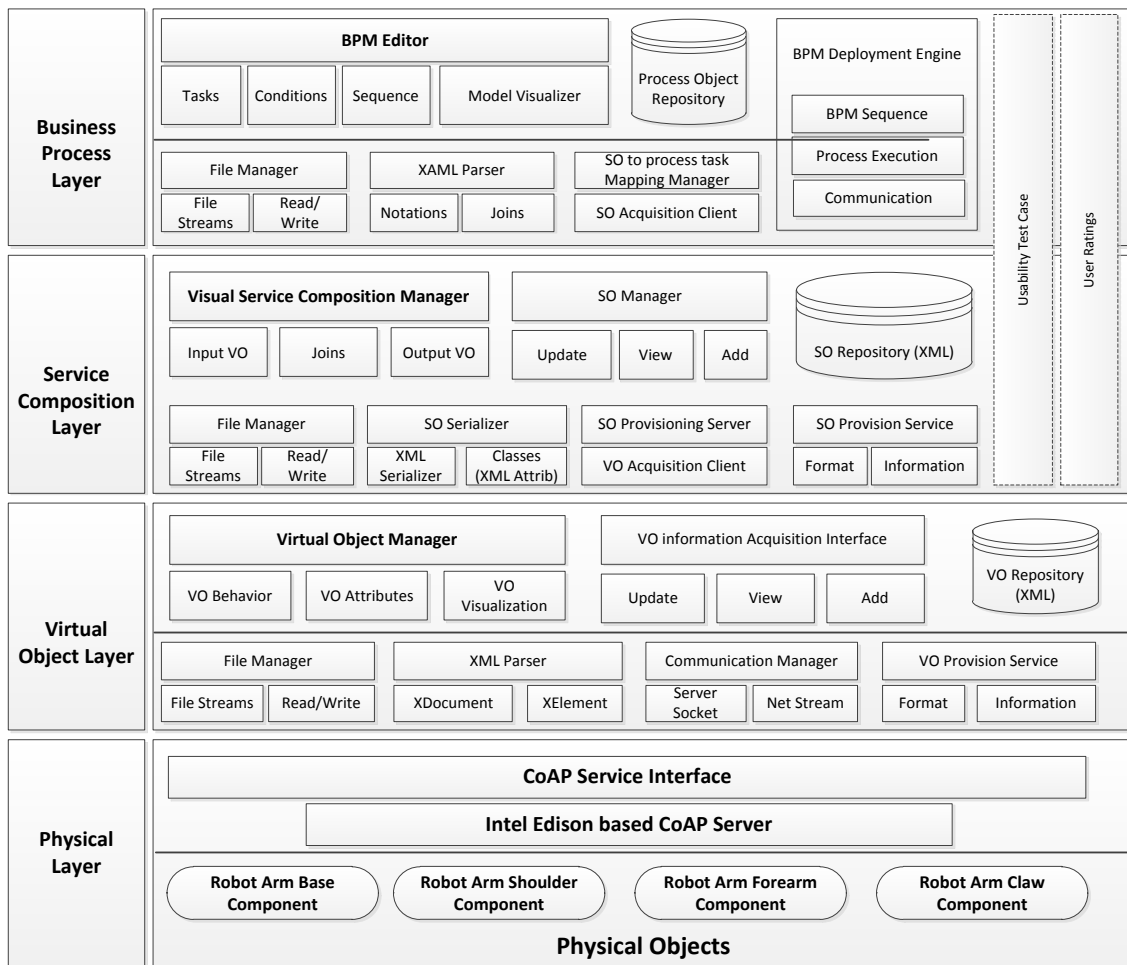 Business
Process
Layer
BPM Editor
Tasks
Conditions
Sequence
Model Visualizer
Process Object
Repository
BPM Deployment Engine
BPM Sequence
Process Execution
Communication
File Manager
File
Streams
Read/
Write
XAML Parser
Notations
Joins
SO to process task
Mapping Manager
SO Acquisition Client
Usability Test Case
User Ratings
Service
Composition
Layer
Visual Service Composition Manager
Input VO
Joins
Output VO
SO Manager
Update
View
Add
SO Repository (XML)
File Manager
File
Streams
Read/
Write
SO Serializer
XML
Serializer
Classes
(XML Attrib)
SO Provisioning Server
VO Acquisition Client
SO Provision Service
Format
Information
Virtual
Object Layer
Virtual Object Manager
VO Behavior
VO Attributes
VO
Visualization
VO information Acquisition Interface
Update
View
Add
VO Repository
(XML)
File Manager
File Streams
Read/Write
XML Parser
XDocument
XElement
Communication Manager
Server
Socket
Net Stream
VO Provision Service
Format
Information
Physical
Layer
CoAP Service Interface
Intel Edison based CoAP Server
Robot Arm Base
Component
Robot Arm Shoulder
Component
Robot Arm Forearm
Component
Robot Arm Claw
Component
Physical Objects